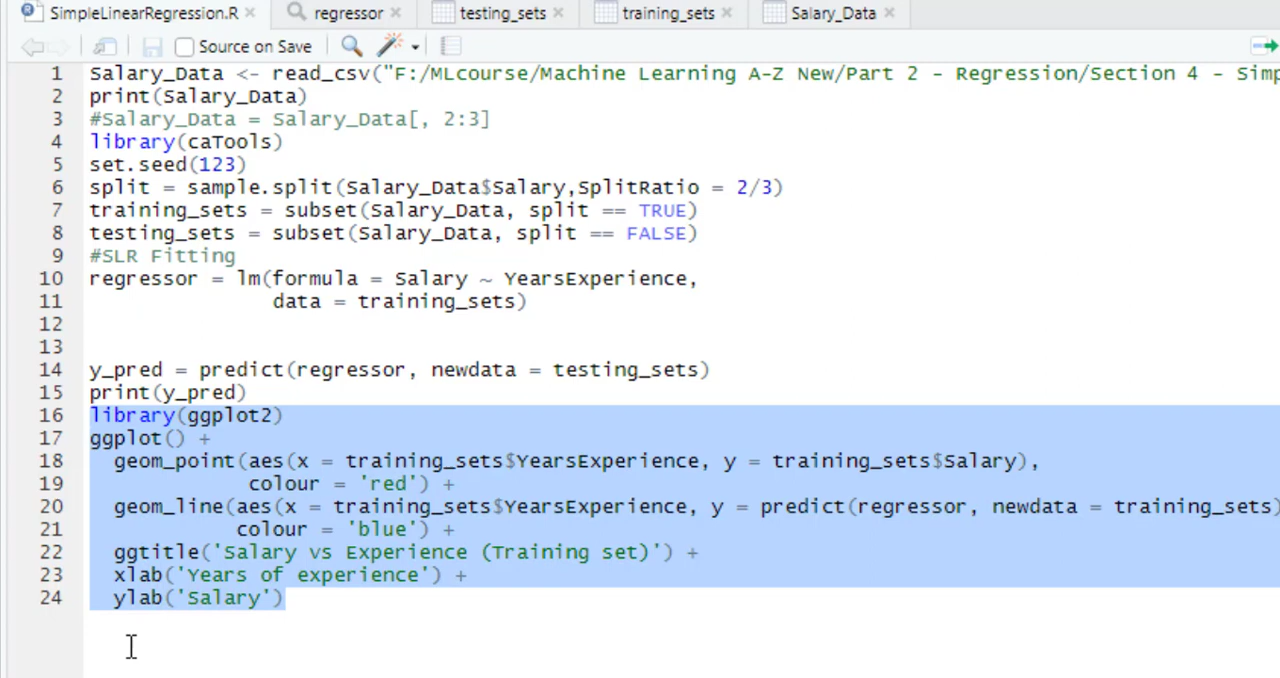 SimpleLinearRegression.R
regressor
testing_sets
training_sets
Salary_Data
Source on Save
1 Salary_Data <- read_csv("F:/MLcourse/Machine Learning A-Z New/Part 2 - Regression/Section 4 - Simp
2 print(Salary_Data)
3 #Salary_Data = Salary_Data[, 2:3]
4 library(caTools)
5 set.seed(123)
6 split = sample.split(Salary_Data$Salary,SplitRatio = 2/3)
7 training_sets = subset(Salary_Data, split == TRUE)
8 testing_sets = subset(Salary_Data, split == FALSE)
9 #SLR Fitting
10 regressor = lm(formula = Salary ~ YearsExperience,
11 data = training_sets)
12
13
14 y_pred = predict(regressor, newdata = testing_sets)
15 print(y_pred)
16 library(ggplot2)
17 ggplot() +
18 geom_point(aes(x = training_sets$YearsExperience, y = training_sets$Salary),
19 colour = 'red') +
20 geom_line(aes(x = training_sets$YearsExperience, y = predict(regressor, newdata = training_sets)
21 colour = 'blue') +
22 ggtitle('Salary vs Experience (Training set)') +
23 xlab('Years of experience') +
24 ylab('Salary')